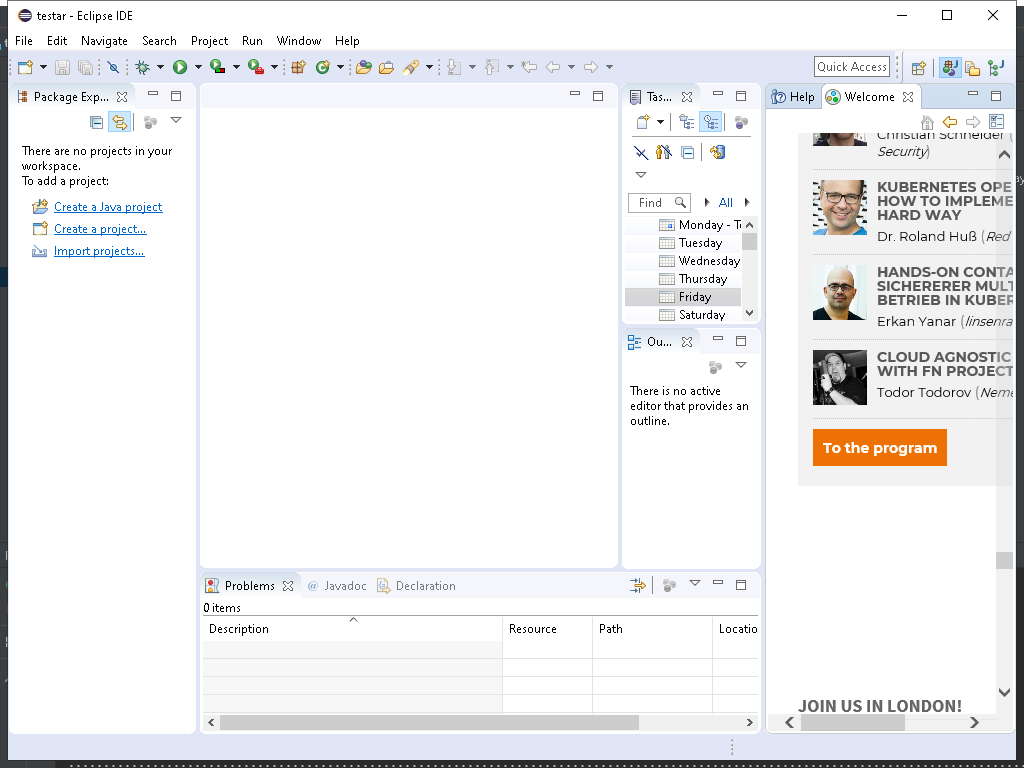 testar - Eclipse IDE
File Edit Navigate Search Project Run Window Help
Quick Access
Package Exp...
There are no projects in your
workspace.
To add a project:
Create a Java project
Create a project...
Import projects...
Tas...
Find
All
Monday - T
Tuesday
Wednesday
Thursday
Friday
Saturday
Ou...
There is no active
editor that provides an
outline.
Help
Welcome
Christian Schneider (
Security)
KUBERNETES OPE
HOW TO IMPLEME
HARD WAY
Dr. Roland Huß (Red
HANDS-ON CONTA
SICHERERER MULT
BETRIEB IN KUBER
Erkan Yanar (linsenra
CLOUD AGNOSTIC
WITH FN PROJECT
Todor Todorov (Neme
To the program
JOIN US IN LONDON!
Problems
@ Javadoc
Declaration
0 items
Description Resource Path Locatio